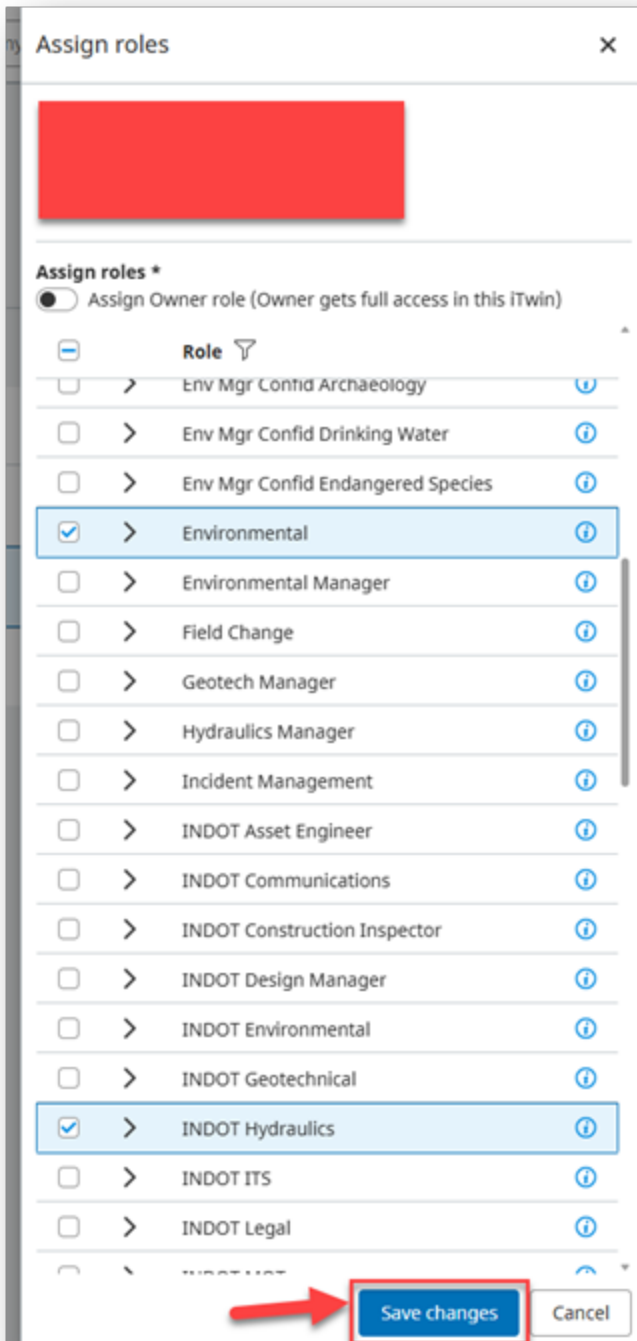 Assign roles
Assign roles *
Assign Owner role (Owner gets full access in this iTwin)
Role
Env Mgr Confid Archaeology
Env Mgr Confid Drinking Water
Env Mgr Confid Endangered Species
Environmental
Environmental Manager
Field Change
Geotech Manager
Hydraulics Manager
Incident Management
INDOT Asset Engineer
INDOT Communications
INDOT Construction Inspector
INDOT Design Manager
INDOT Environmental
INDOT Geotechnical
INDOT Hydraulics
INDOT ITS
INDOT Legal
INDOT MOT
Save changes
Cancel